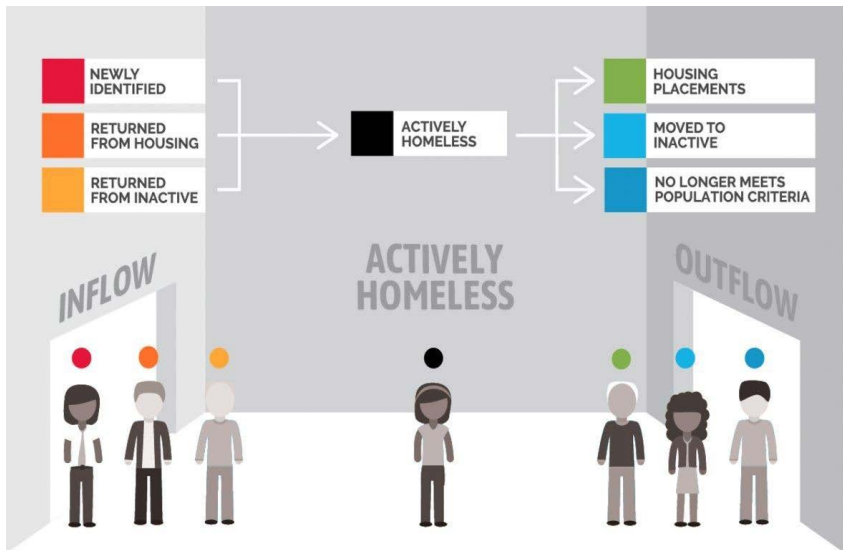 NEWLY
IDENTIFIED
RETURNED
FROM HOUSING
RETURNED
FROM INACTIVE
ACTIVELY
HOMELESS
HOUSING
PLACEMENTS
MOVED TO
INACTIVE
NO LONGER MEETS
POPULATION CRITERIA
INFLOW
ACTIVELY
HOMELESS
OUTFLOW